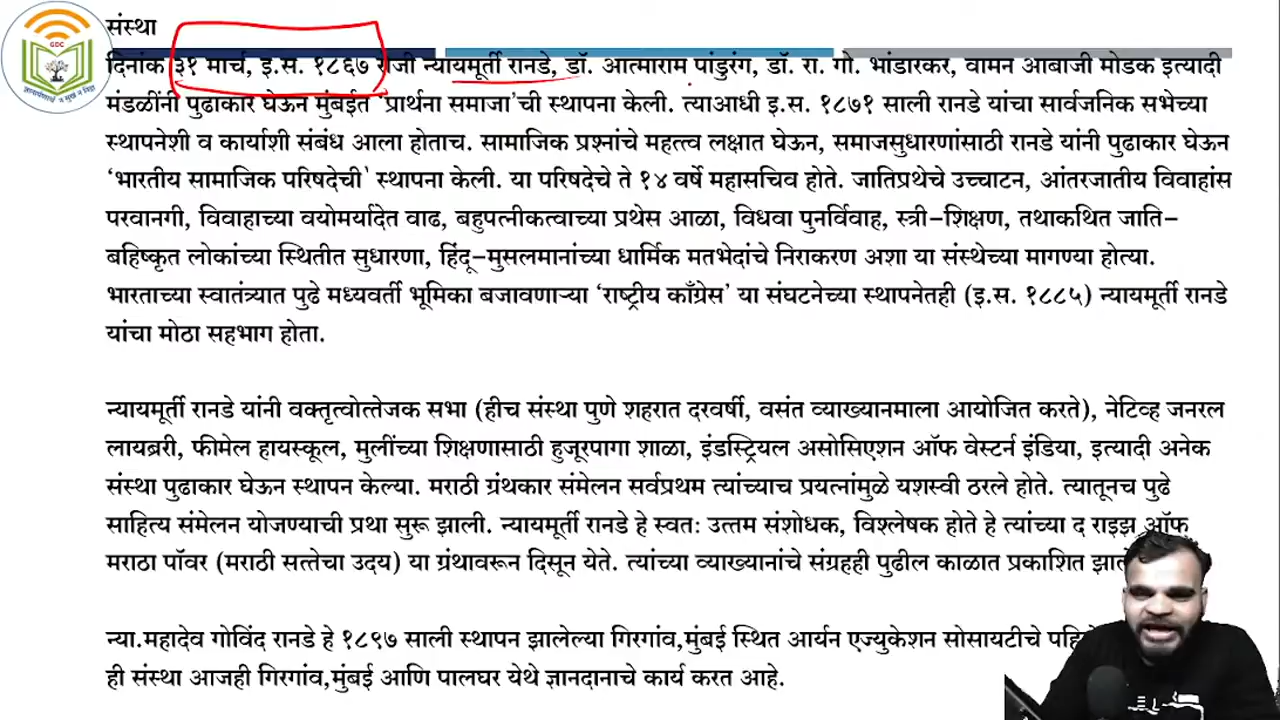 GDC
संस्था
दिनांक ३१ मार्च, इ.स. १८६७ रोजी न्यायमूर्ती रानडे, डॉ. आत्माराम पांडुरंग, डॉ. रा. गो. भांडारकर, वामन आबाजी मोडक इत्यादी
मंडळींनी पुढाकार घेऊन मुंबईत 'प्रार्थना समाजा'ची स्थापना केली. त्याआधी इ.स. १८७१ साली रानडे यांचा सार्वजनिक सभेच्या
स्थापनेशी व कार्याशी संबंध आला होताच. सामाजिक प्रश्नांचे महत्त्व लक्षात घेऊन, समाजसुधारणांसाठी रानडे यांनी पुढाकार घेऊन
'भारतीय सामाजिक परिषदेची' स्थापना केली. या परिषदेचे ते १४ वर्षे महासचिव होते. जातिप्रथेचे उच्चाटन, आंतरजातीय विवाहांस
परवानगी, विवाहाच्या वयोमर्यादेत वाढ, बहुपत्नीकत्वाच्या प्रथेस आळा, विधवा पुनर्विवाह, स्त्री-शिक्षण, तथाकथित जाति-
बहिष्कृत लोकांच्या स्थितीत सुधारणा, हिंदू-मुसलमानांच्या धार्मिक मतभेदांचे निराकरण अशा या संस्थेच्या मागण्या होत्या.
भारताच्या स्वातंत्र्यात पुढे मध्यवर्ती भूमिका बजावणाऱ्या 'राष्ट्रीय काँग्रेस' या संघटनेच्या स्थापनेतही (इ.स. १८८५) न्यायमूर्ती रानडे
यांचा मोठा सहभाग होता.
न्यायमूर्ती रानडे यांनी वक्तृत्वोत्तेजक सभा (हीच संस्था पुणे शहरात दरवर्षी, वसंत व्याख्यानमाला आयोजित करते), नेटिव्ह जनरल
लायब्ररी, फीमेल हायस्कूल, मुलींच्या शिक्षणासाठी हुजूरपागा शाळा, इंडस्ट्रियल असोसिएशन ऑफ वेस्टर्न इंडिया, इत्यादी अनेक
संस्था पुढाकार घेऊन स्थापन केल्या. मराठी ग्रंथकार संमेलन सर्वप्रथम त्यांच्याच प्रयत्नांमुळे यशस्वी ठरले होते. त्यातूनच पुढे
साहित्य संमेलन योजण्याची प्रथा सुरू झाली. न्यायमूर्ती रानडे हे स्वतः उत्तम संशोधक, विश्लेषक होते हे त्यांच्या द राइझ ऑफ
मराठा पॉवर (मराठी सत्तेचा उदय) या ग्रंथावरून दिसून येते. त्यांच्या व्याख्यानांचे संग्रहही पुढील काळात प्रकाशित
न्या.महादेव गोविंद रानडे हे १८९७ साली स्थापन झालेल्या गिरगांव,मुंबई स्थित आर्यन एज्युकेशन सोसायटीचे
ही संस्था आजही गिरगांव,मुंबई आणि पालघर येथे ज्ञानदानाचे कार्य करत आहे.